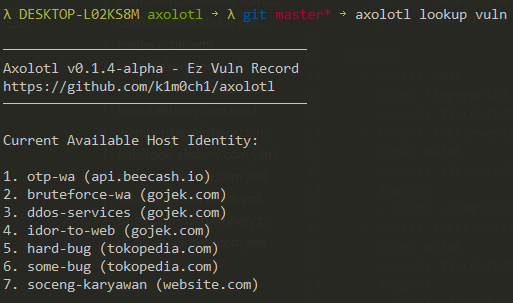 λ DESKTOP-L02KS8M axolotl → λ git master* → axolotl lookup vuln
Axolotl v0.1.4-alpha - Ez Vuln Record
https://github.com/k1m0ch1/axolotl
Current Available Host Identity:
1. otp-wa (api.beecash.io)
2. bruteforce-wa (gojek.com)
3. ddos-services (gojek.com)
4. idor-to-web (gojek.com)
5. hard-bug (tokopedia.com)
6. some-bug (tokopedia.com)
7. soceng-karyawan (website.com)